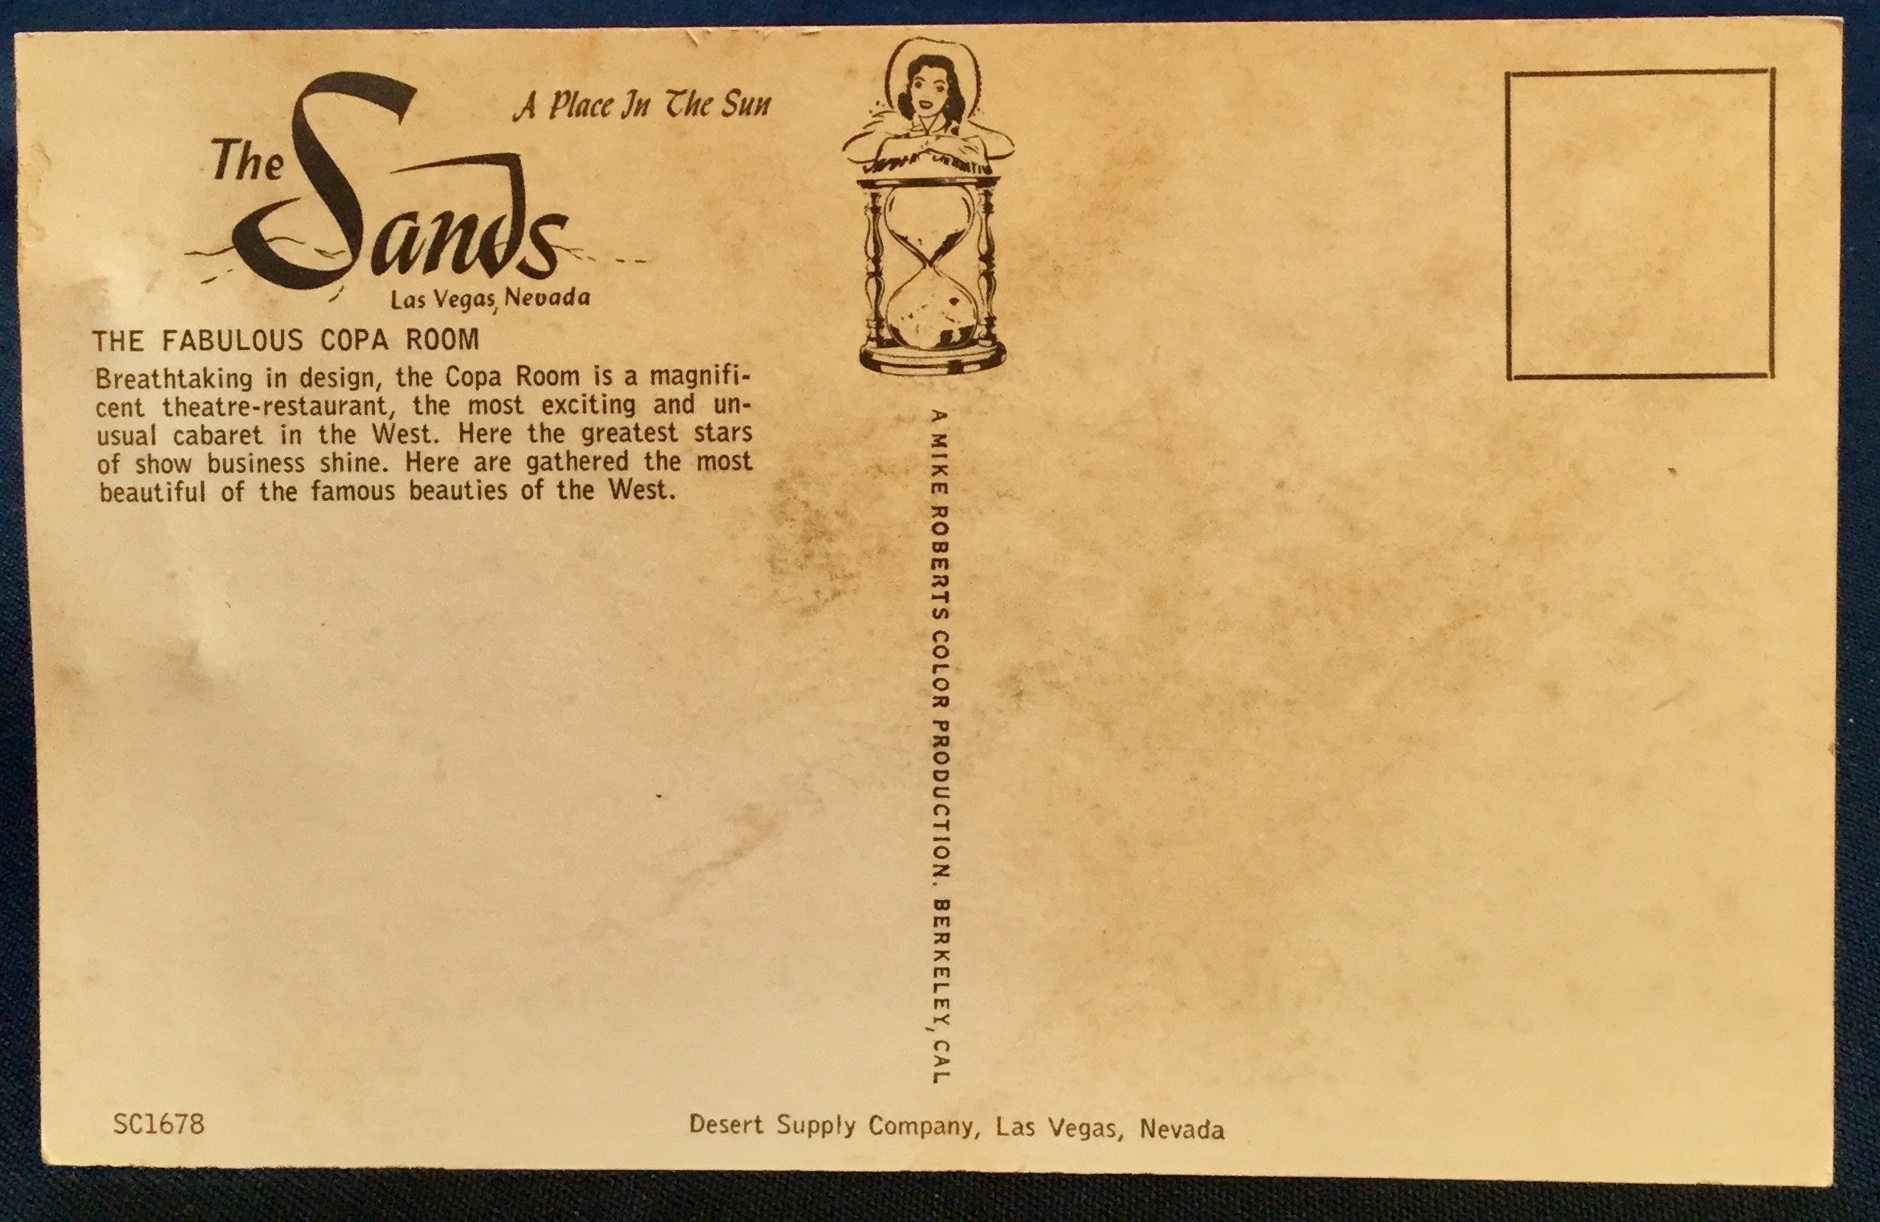 A Place In The Sun
The Sands
Las Vegas, Nevada
THE FABULOUS COPA ROOM
Breathtaking in design, the Copa Room is a magnifi-
cent theatre-restaurant, the most exciting and un-
usual cabaret in the West. Here the greatest stars
of show business shine. Here are gathered the most
beautiful of the famous beauties of the West.
A MIKE ROBERTS COLOR PRODUCTION. BERKELEY, CAL
SC1678
Desert Supply Company, Las Vegas, Nevada